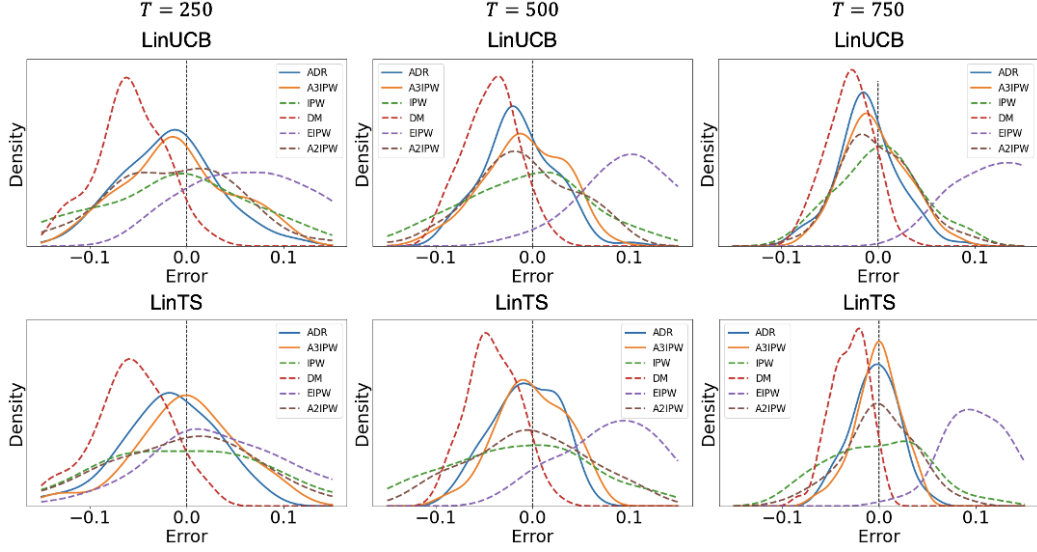 T = 250
T = 500
T = 750
LinUCB
LinUCB
LinUCB
Density
ADR
A3IPW
IPW
DM
EIPW
A2IPW
−0.1
0.0
0.1
Error
Density
ADR
A3IPW
IPW
DM
EIPW
A2IPW
−0.1
0.0
0.1
Error
Density
ADR
A3IPW
IPW
DM
EIPW
A2IPW
−0.1
0.0
0.1
Error
LinTS
LinTS
LinTS
Density
ADR
A3IPW
IPW
DM
EIPW
A2IPW
−0.1
0.0
0.1
Error
Density
ADR
A3IPW
IPW
DM
EIPW
A2IPW
−0.1
0.0
0.1
Error
Density
ADR
A3IPW
IPW
DM
EIPW
A2IPW
−0.1
0.0
0.1
Error